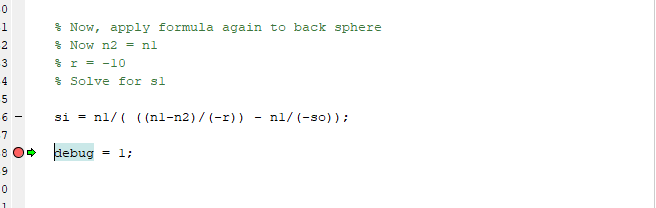 0
1 % Now, apply formula again to back sphere
2 % Now n2 = n1
3 % r = -10
4 % Solve for s1
5
6 – si = n1/( ((n1-n2)/(-r)) - n1/(-so));
7
8 debug = 1;
9
0
1